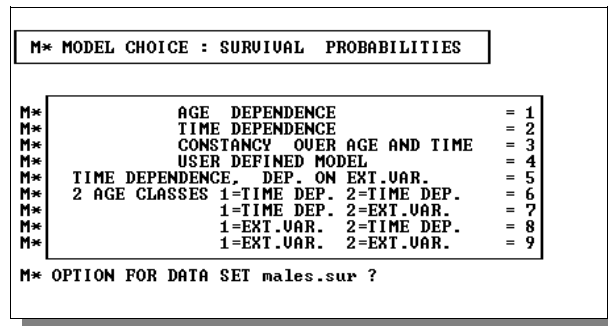 M* MODEL CHOICE : SURVIVAL PROBABILITIES
M* AGE DEPENDENCE = 1
M* TIME DEPENDENCE = 2
M* CONSTANCY OVER AGE AND TIME = 3
M* USER DEFINED MODEL = 4
M* TIME DEPENDENCE, DEP. ON EXT.VAR. = 5
M* 2 AGE CLASSES 1=TIME DEP. 2=TIME DEP. = 6
M* 1=TIME DEP. 2=EXT.VAR. = 7
M* 1=EXT.VAR. 2=TIME DEP. = 8
M* 1=EXT.VAR. 2=EXT.VAR. = 9
M* OPTION FOR DATA SET males.sur ?